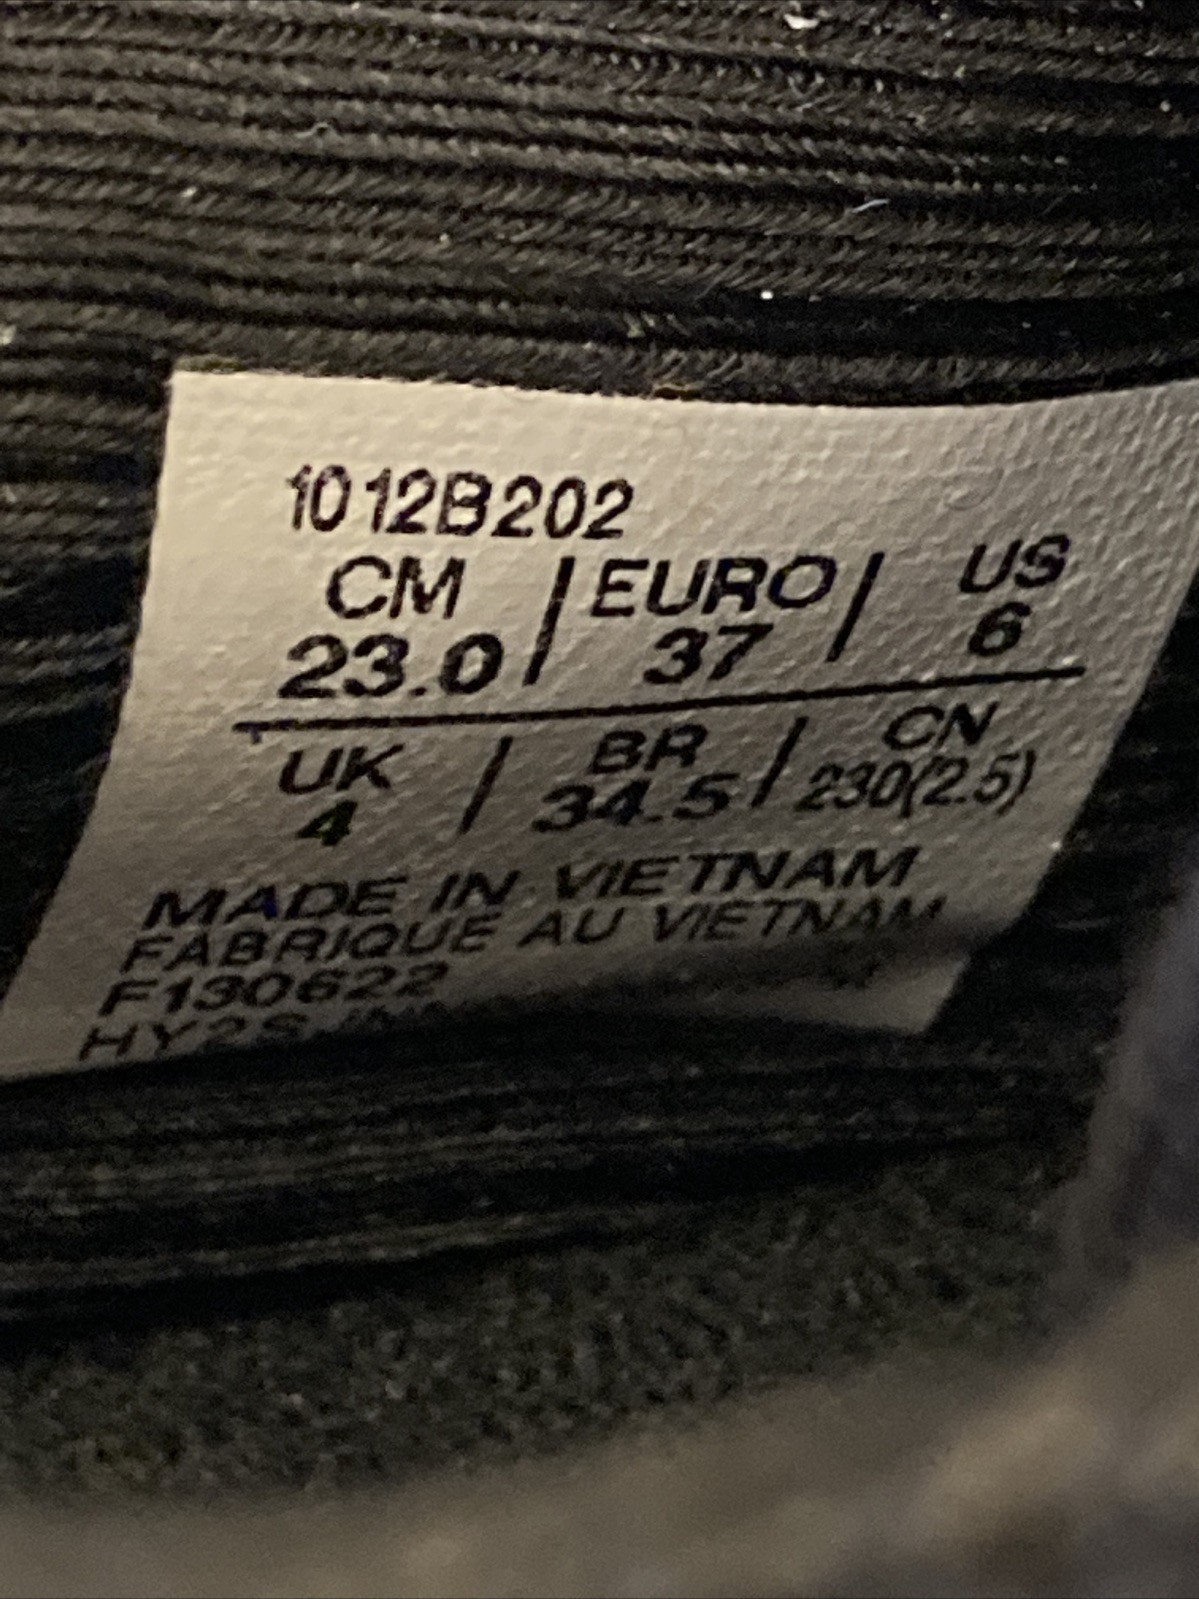 1012B202
CM | EURO | US
23.0 | 37 | 6
UK | BR | CN
4 | 34.5 | 230(2.5)
MADE IN VIETNAM
FABRIQUÉ AU VIETNAM
F130622